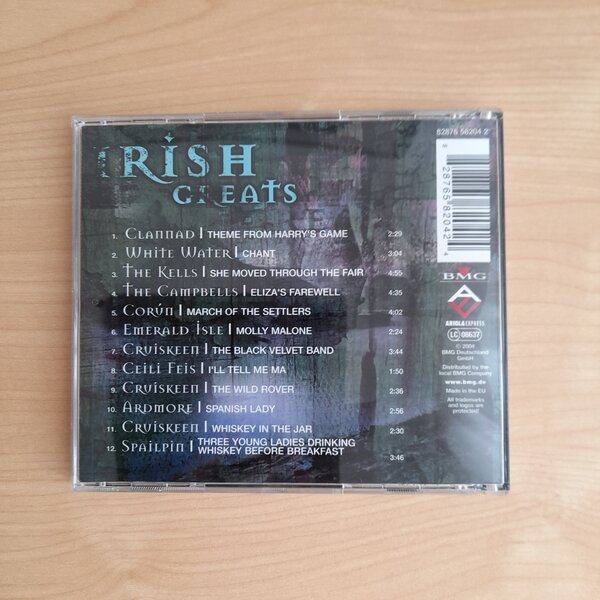 IRISH
GREATS
1. CLANNAD | THEME FROM HARRY'S GAME 2:29
2. WHITE WATER | CHANT 3:04
3. THE KELLS | SHE MOVED THROUGH THE FAIR 4:55
4. THE CAMPBELLS | ELIZA'S FAREWELL 4:35
5. CORÚN | MARCH OF THE SETTLERS 4:05
6. EMERALD ISLE | MOLLY MALONE 2:24
7. CRUISKEEN | THE BLACK VELVET BAND 3:44
8. CEILI FEIS | I'LL TELL ME MA 1:50
9. CRUISKEEN | THE WILD ROVER 2:36
10. ARDMORE | SPANISH LADY 2:56
11. CRUISKEEN | WHISKEY IN THE JAR 2:30
12. SPAILPIN | THREE YOUNG LADIES DRINKING
WHISKEY BEFORE BREAKFAST
3:46
82876 58204 2
8 28765 82042 4
BMG
ARIOLA EXPRESS
LC 08637
℗ 2004
BMG Deutschland
GmbH
Distributed by the
local BMG Company
www.bmg.de
Made in the EU
All trademarks
and logos are
protected!